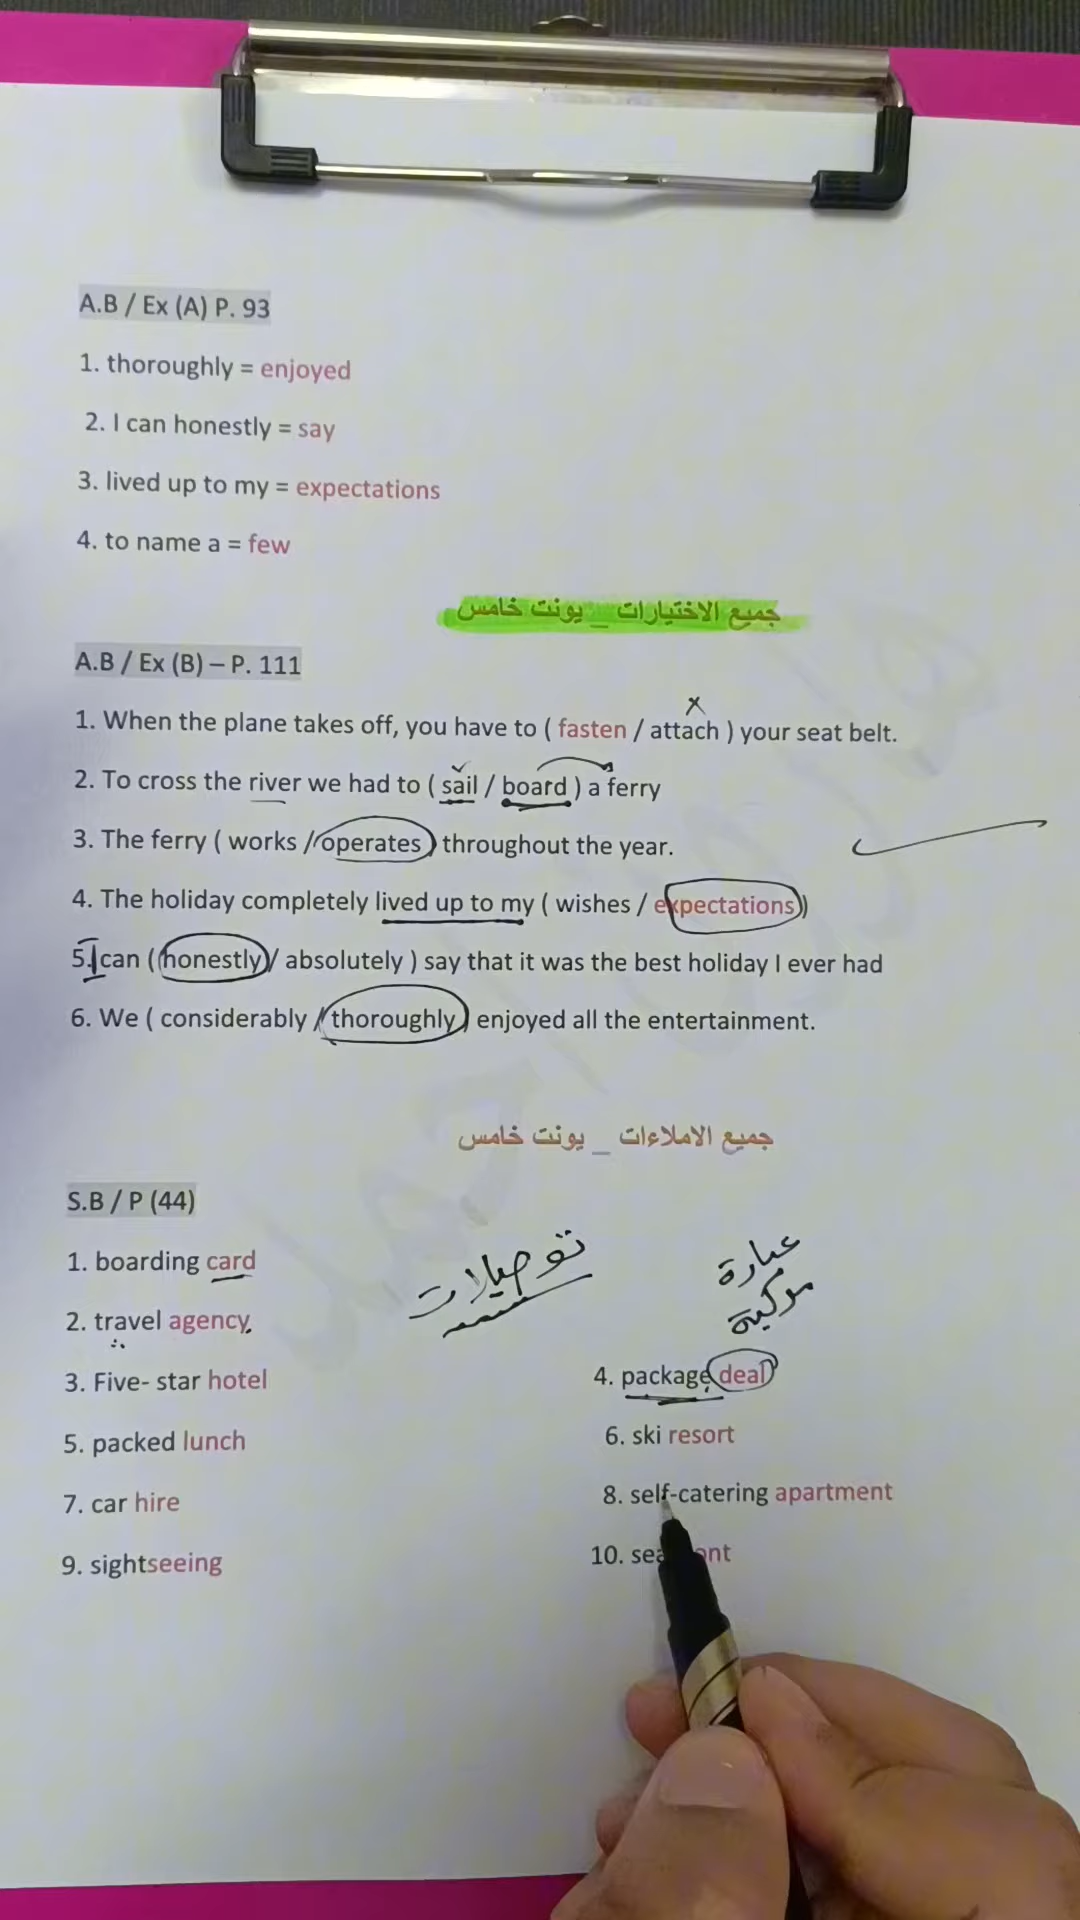 A.B / Ex (A) P. 93
1. thoroughly = enjoyed
2. I can honestly = say
3. lived up to my = expectations
4. to name a = few
جميع الاختيارات _ يونت خامس
A.B / Ex (B) – P. 111
x
1. When the plane takes off, you have to ( fasten / attach ) your seat belt.
2. To cross the river we had to ( sail / board ) a ferry
3. The ferry ( works / operates ) throughout the year.
4. The holiday completely lived up to my ( wishes / expectations )
5. I can ( honestly / absolutely ) say that it was the best holiday I ever had
6. We ( considerably / thoroughly ) enjoyed all the entertainment.
جميع الاملاءات _ يونت خامس
S.B / P (44)
1. boarding card
توصيلات
عبارة
مركبة
2. travel agency.
3. Five- star hotel
4. package deal
5. packed lunch
6. ski resort
7. car hire
8. self-catering apartment
9. sightseeing
10.